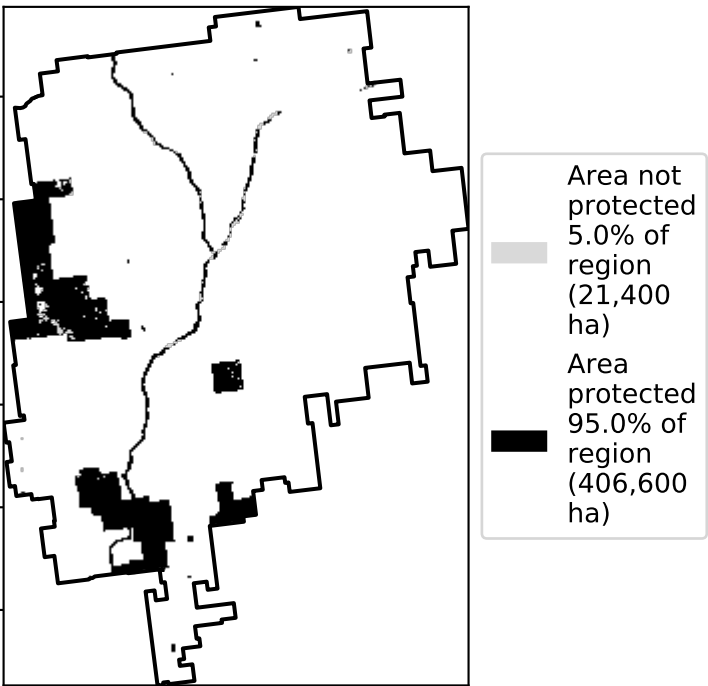 Area not
protected
5.0% of
region
(21,400
ha)
Area
protected
95.0% of
region
(406,600
ha)